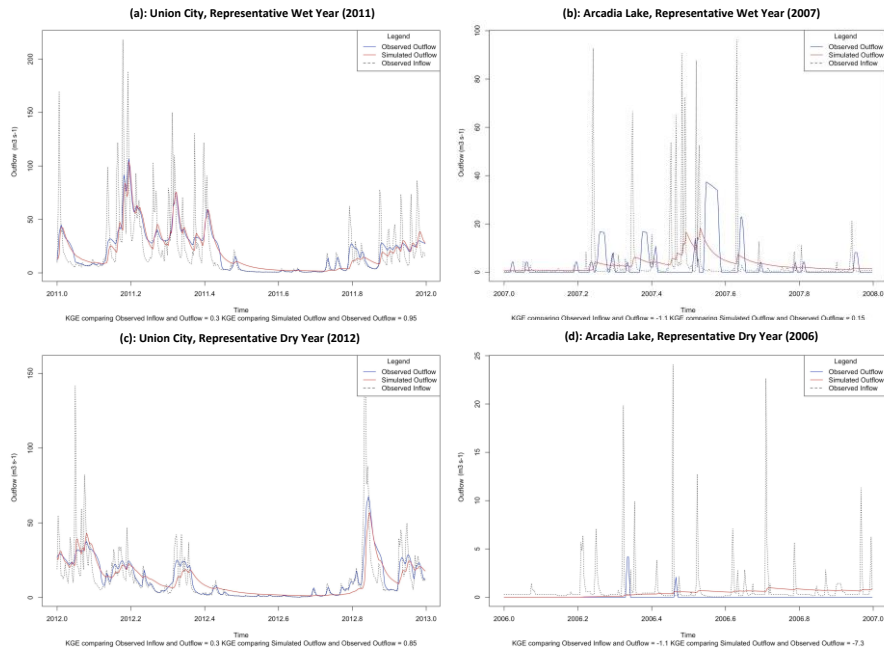 (a): Union City, Representative Wet Year (2011)
Legend
Observed Outflow
Simulated Outflow
Observed Inflow
Outflow (m3 s-1)
200
150
100
50
0
2011.0
2011.2
2011.4
2011.6
2011.8
2012.0
Time
KGE comparing Observed Inflow and Outflow = 0.3 KGE comparing Simulated Outflow and Observed Outflow = 0.95
(b): Arcadia Lake, Representative Wet Year (2007)
Legend
Observed Outflow
Simulated Outflow
Observed Inflow
Outflow (m3 s-1)
100
80
60
40
20
0
2007.0
2007.2
2007.4
2007.6
2007.8
2008.0
Time
KGE comparing Observed Inflow and Outflow = -1.1 KGE comparing Simulated Outflow and Observed Outflow = 0.15
(c): Union City, Representative Dry Year (2012)
Legend
Observed Outflow
Simulated Outflow
Observed Inflow
Outflow (m3 s-1)
150
100
50
0
2012.0
2012.2
2012.4
2012.6
2012.8
2013.0
Time
KGE comparing Observed Inflow and Outflow = 0.3 KGE comparing Simulated Outflow and Observed Outflow = 0.85
(d): Arcadia Lake, Representative Dry Year (2006)
Legend
Observed Outflow
Simulated Outflow
Observed Inflow
Outflow (m3 s-1)
25
20
15
10
5
0
2006.0
2006.2
2006.4
2006.6
2006.8
2007.0
Time
KGE comparing Observed Inflow and Outflow = -1.1 KGE comparing Simulated Outflow and Observed Outflow = -7.3